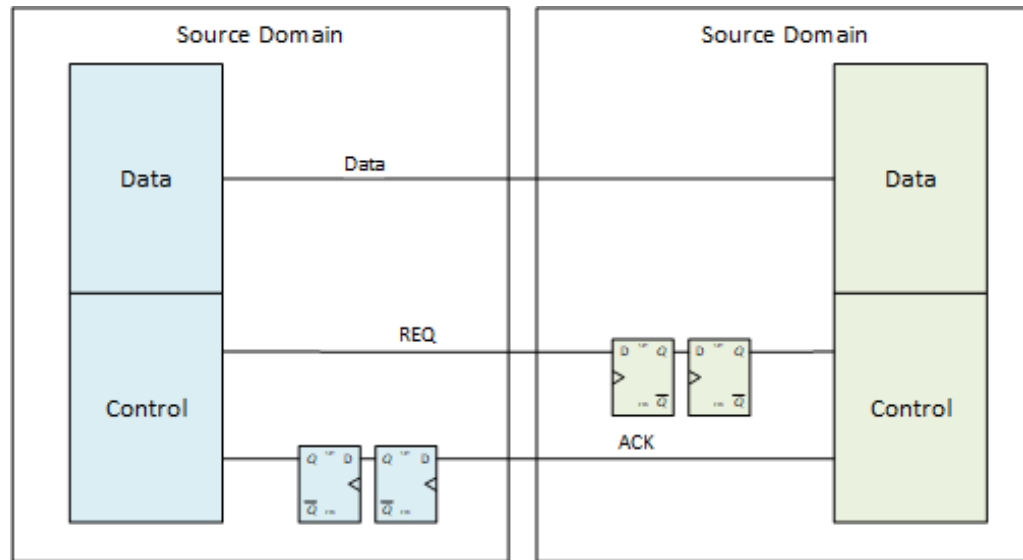 Source Domain
Source Domain
Data
Data
Data
REQ
D Q D Q
Q Q
Control
Control
ACK
Q D Q D
Q Q